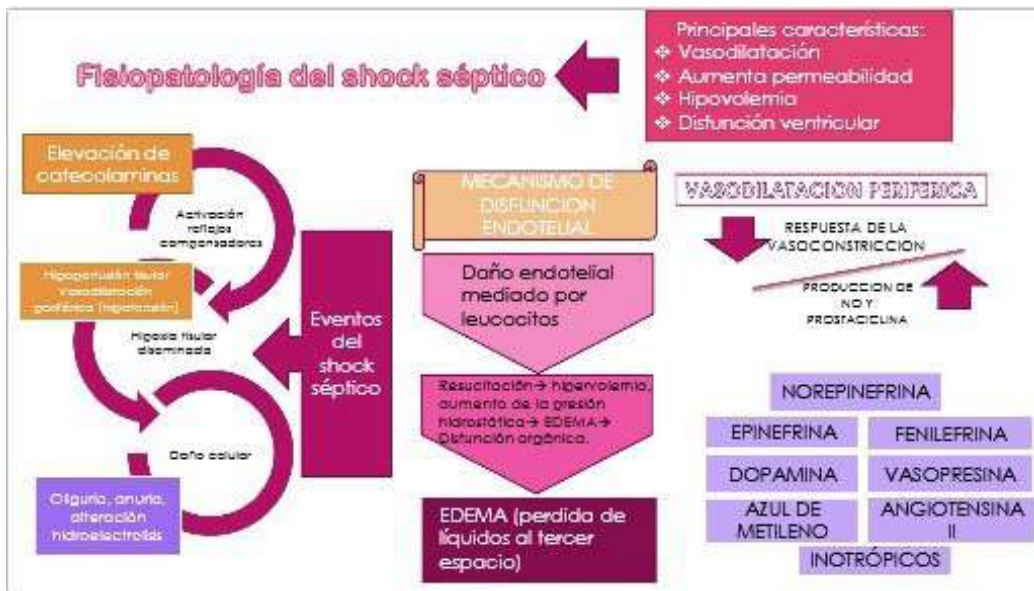 Fisiopatología del shock séptico
Principales características:
❖ Vasodilatación
❖ Aumenta permeabilidad
❖ Hipovolemia
❖ Disfunción ventricular
Elevación de
catecolaminas
Activación
reflejos
compensadores
Hipoperfusión tisular
vasodilatación
periférica (hipotensión)
Hipoxia tisular
diseminada
Daño celular
Oliguria, anuria,
alteración
hidroelectrolisis
Eventos
del
shock
séptico
MECANISMO DE
DISFUNCION
ENDOTELIAL
Daño endotelial
mediado por
leucocitos
Resucitación→ hipervolemia,
aumento de la presión
hidrostática→ EDEMA→
Disfunción orgánica.
EDEMA (perdida de
líquidos al tercer
espacio)
VASODILATACION PERIFERICA
RESPUESTA DE LA
VASOCONSTRICCION
PRODUCCION DE
NO Y
PROSTACICLINA
NOREPINEFRINA
EPINEFRINA
FENILEFRINA
DOPAMINA
VASOPRESINA
AZUL DE
METILENO
ANGIOTENSINA
II
INOTRÓPICOS